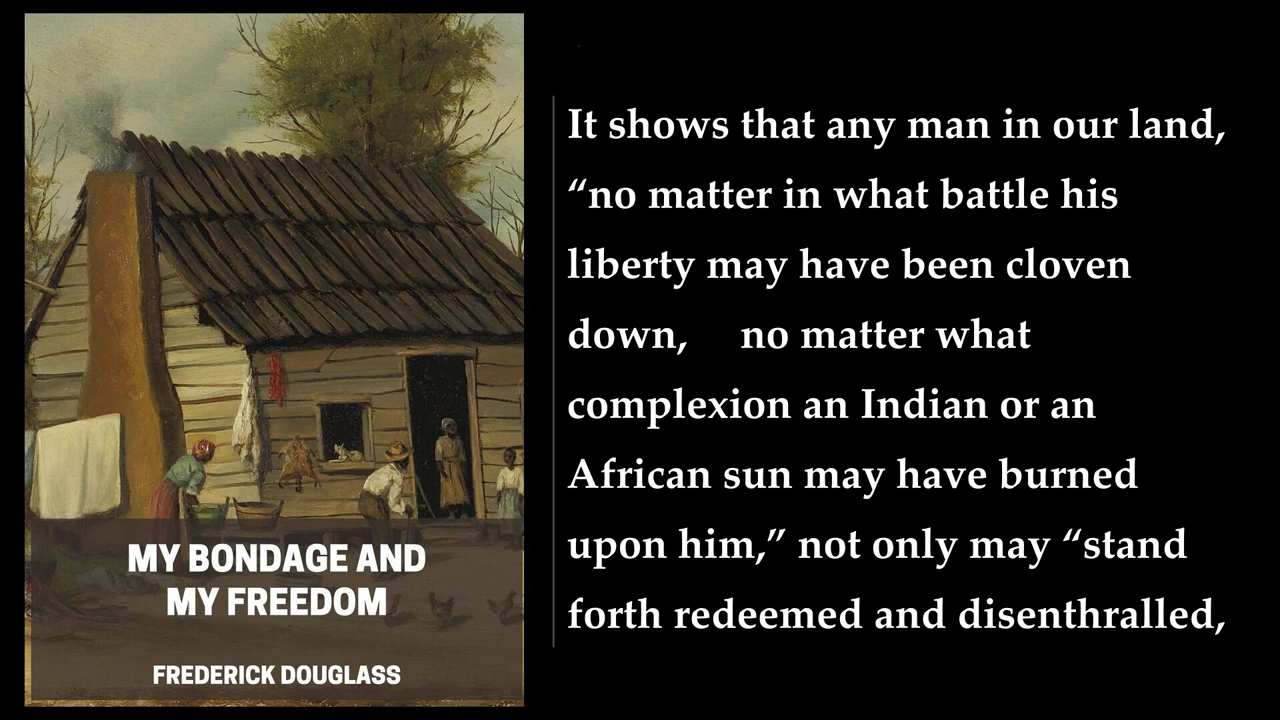 MY BONDAGE AND
MY FREEDOM
FREDERICK DOUGLASS
It shows that any man in our land,
“no matter in what battle his
liberty may have been cloven
down, no matter what
complexion an Indian or an
African sun may have burned
upon him,” not only may “stand
forth redeemed and disenthralled,